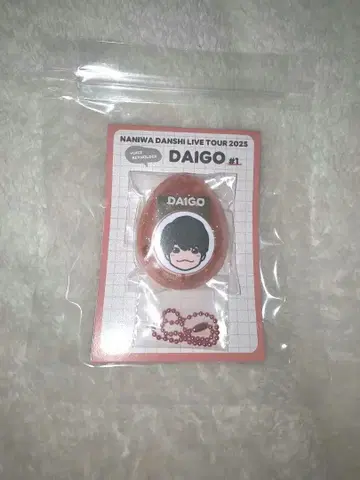 NANIWA DANSHI LIVE TOUR 2025
DAIGO #1
DAIGO